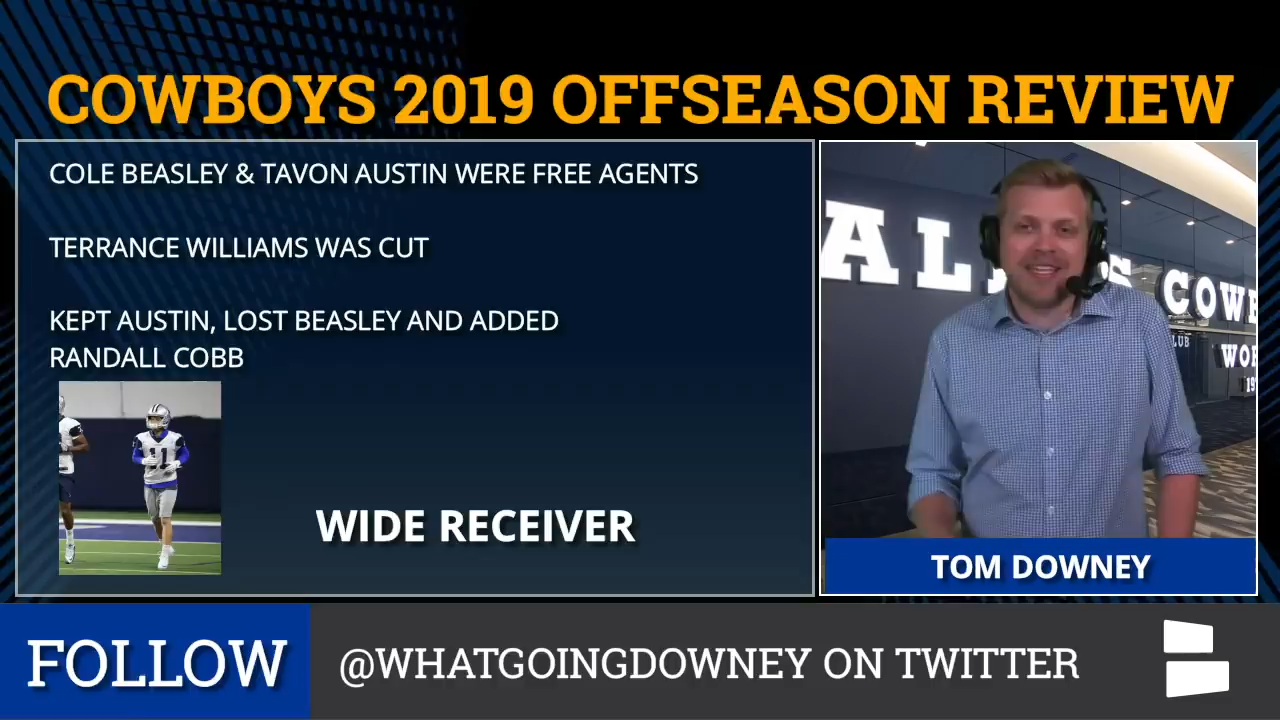 COWBOYS 2019 OFFSEASON REVIEW
COLE BEASLEY & TAVON AUSTIN WERE FREE AGENTS
TERRANCE WILLIAMS WAS CUT
KEPT AUSTIN, LOST BEASLEY AND ADDED
RANDALL COBB
11
WIDE RECEIVER
TOM DOWNEY
FOLLOW
@WHATGOINGDOWNEY ON TWITTER